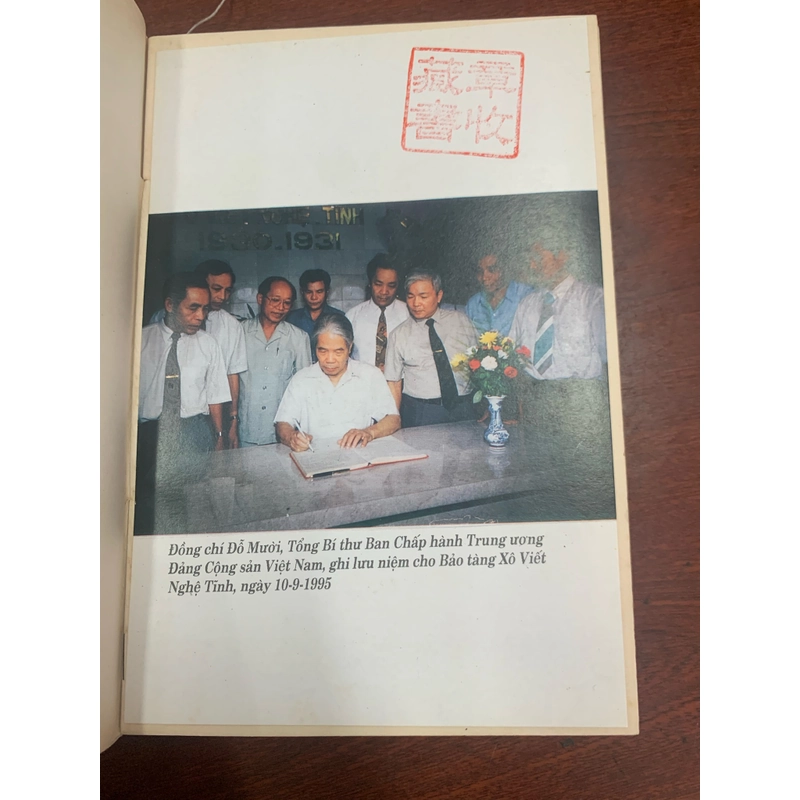 藏章
書收
TĨNH
1930.1931
Đồng chí Đỗ Mười, Tổng Bí thư Ban Chấp hành Trung ương
Đảng Cộng sản Việt Nam, ghi lưu niệm cho Bảo tàng Xô Viết
Nghệ Tĩnh, ngày 10-9-1995